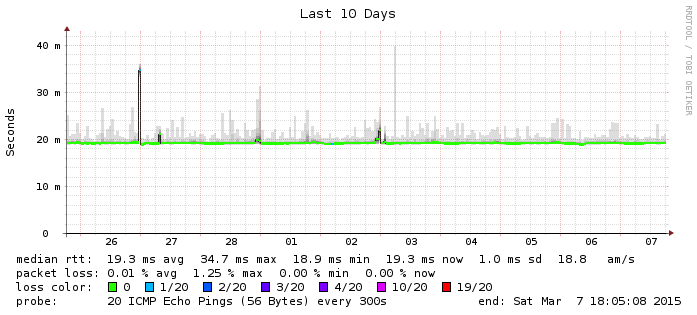 Last 10 Days
RRDTOOL / TOBI OETIKER
Seconds
40 m
30 m
20 m
10 m
0
26 27 28 01 02 03 04 05 06 07
median rtt: 19.3 ms avg 34.7 ms max 18.9 ms min 19.3 ms now 1.0 ms sd 18.8 am/s
packet loss: 0.01 % avg 1.25 % max 0.00 % min 0.00 % now
loss color: 0 1/20 2/20 3/20 4/20 10/20 19/20
probe: 20 ICMP Echo Pings (56 Bytes) every 300s end: Sat Mar 7 18:05:08 2015